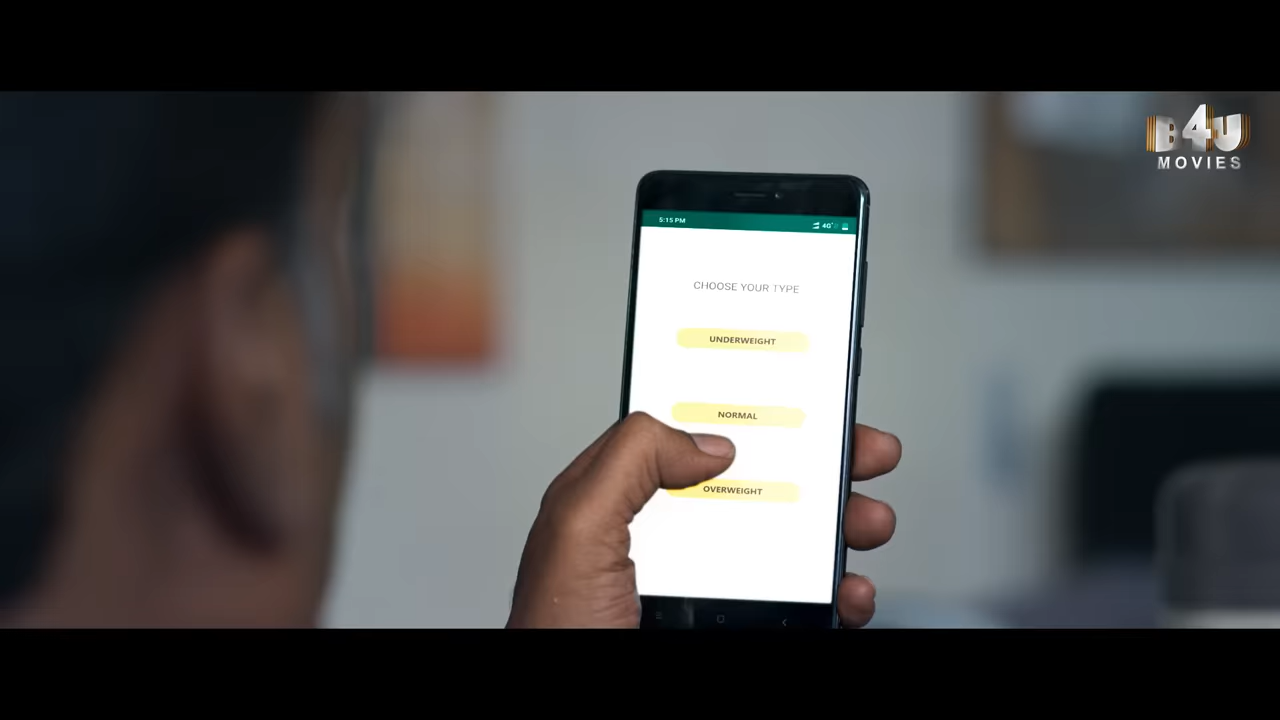 B4U
MOVIES
5:15 PM
4G+
CHOOSE YOUR TYPE
UNDERWEIGHT
NORMAL
OVERWEIGHT